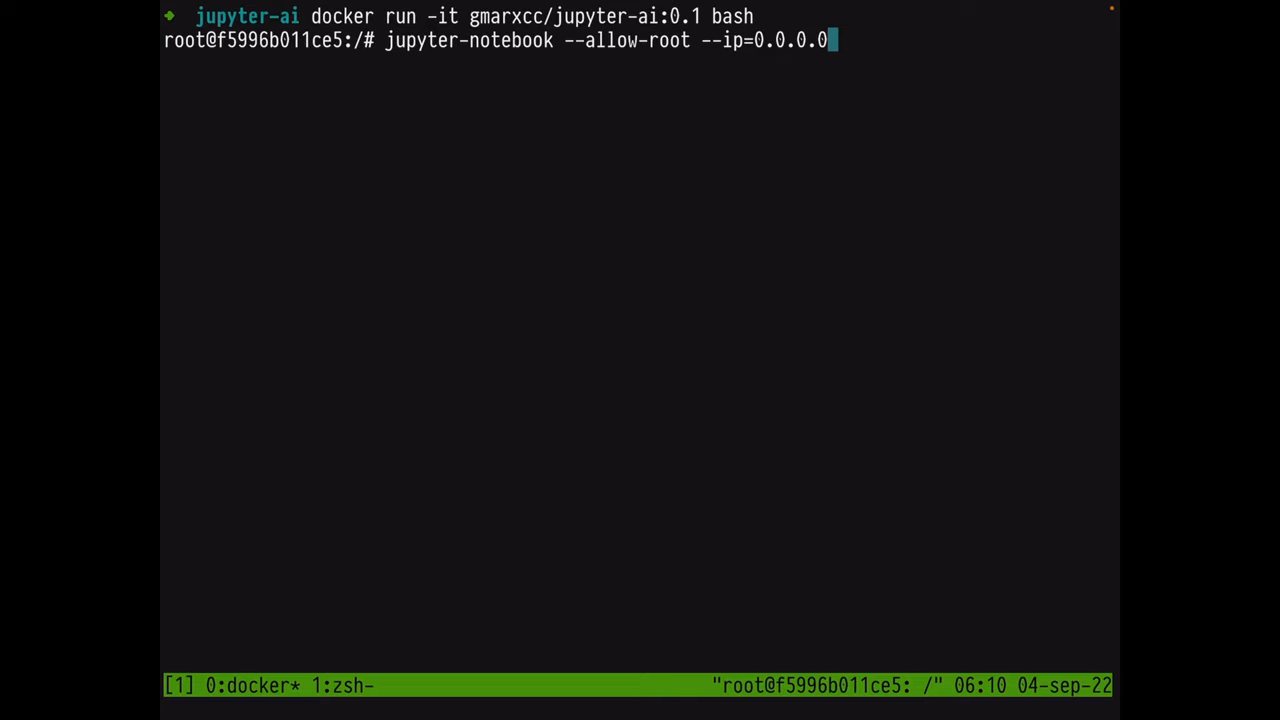 ➜  jupyter-ai docker run -it gmarxcc/jupyter-ai:0.1 bash
root@f5996b011ce5:/# jupyter-notebook --allow-root --ip=0.0.0.0
[1] 0:docker* 1:zsh- "root@f5996b011ce5: /" 06:10 04-sep-22